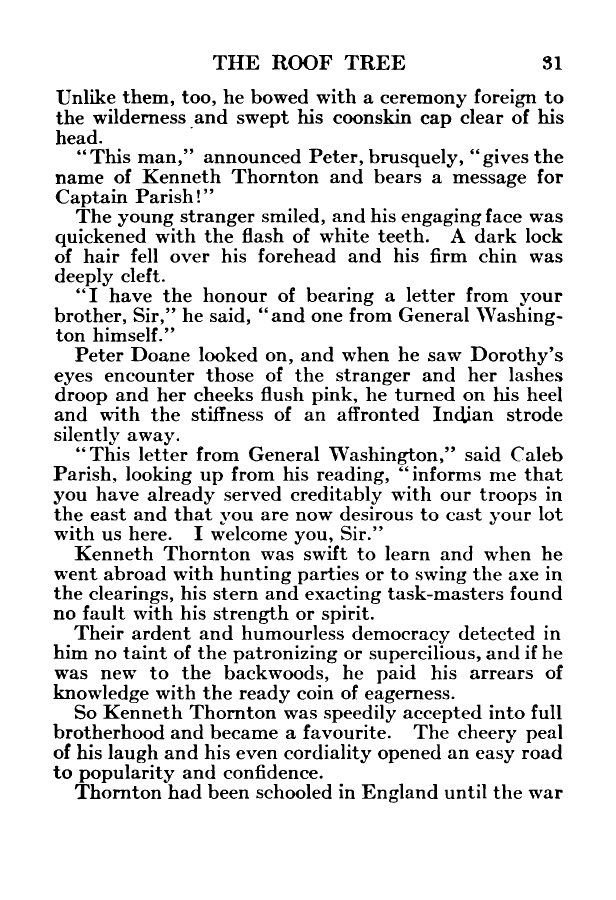 THE ROOF TREE 31
Unlike them, too, he bowed with a ceremony foreign to
the wilderness and swept his coonskin cap clear of his
head.
“This man,” announced Peter, brusquely, “gives the
name of Kenneth Thornton and bears a message for
Captain Parish!”
The young stranger smiled, and his engaging face was
quickened with the flash of white teeth. A dark lock
of hair fell over his forehead and his firm chin was
deeply cleft.
“I have the honour of bearing a letter from your
brother, Sir,” he said, “and one from General Washing-
ton himself.”
Peter Doane looked on, and when he saw Dorothy’s
eyes encounter those of the stranger and her lashes
droop and her cheeks flush pink, he turned on his heel
and with the stiffness of an affronted Indian strode
silently away.
“This letter from General Washington,” said Caleb
Parish, looking up from his reading, “informs me that
you have already served creditably with our troops in
the east and that you are now desirous to cast your lot
with us here. I welcome you, Sir.”
Kenneth Thornton was swift to learn and when he
went abroad with hunting parties or to swing the axe in
the clearings, his stern and exacting task-masters found
no fault with his strength or spirit.
Their ardent and humourless democracy detected in
him no taint of the patronizing or supercilious, and if he
was new to the backwoods, he paid his arrears of
knowledge with the ready coin of eagerness.
So Kenneth Thornton was speedily accepted into full
brotherhood and became a favourite. The cheery peal
of his laugh and his even cordiality opened an easy road
to popularity and confidence.
Thornton had been schooled in England until the war